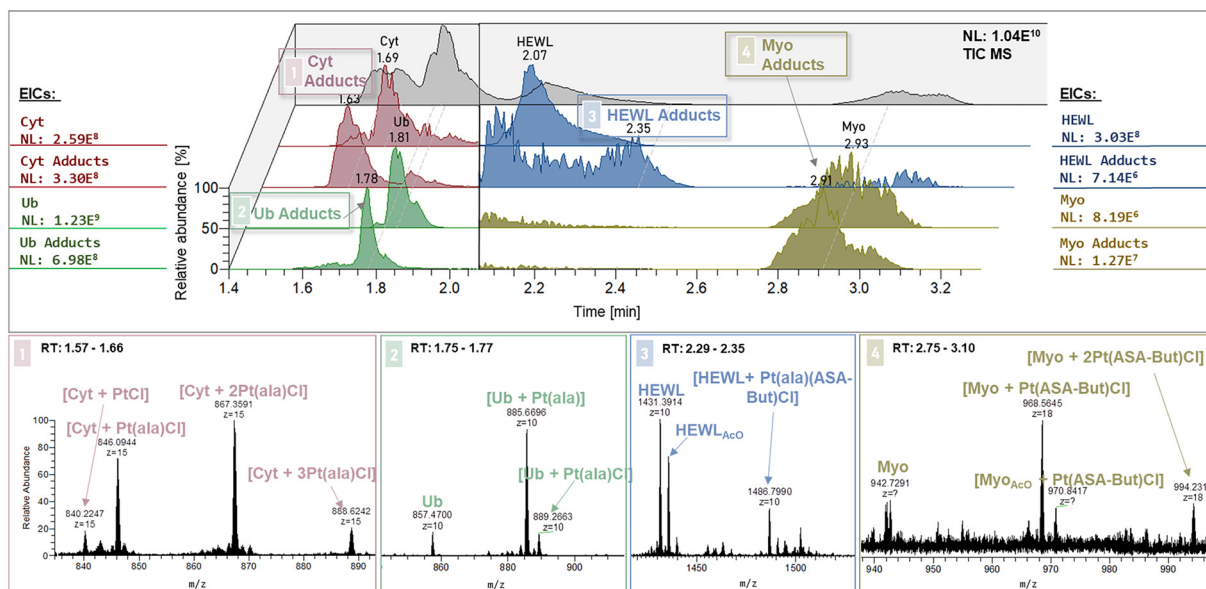 NL: 1.04E¹⁰
TIC MS
EICs:
Cyt
NL: 2.59E⁸
Cyt Adducts
NL: 3.30E⁸
Ub
NL: 1.23E⁹
Ub Adducts
NL: 6.98E⁸
EICs:
HEWL
NL: 3.03E⁸
HEWL Adducts
NL: 7.14E⁶
Myo
NL: 8.19E⁶
Myo Adducts
NL: 1.27E⁷
Cyt
1.69
1 Cyt
Adducts
1.63
HEWL
2.07
4 Myo
Adducts
3 HEWL Adducts
2.35
Ub
1.81
Myo
2.93
1.78
2.91
2 Ub Adducts
Relative abundance [%]
100
50
0
1.4 1.6 1.8 2.0 2.2 2.4 2.6 2.8 3.0 3.2
Time [min]
1 RT: 1.57 - 1.66
[Cyt + PtCl]
[Cyt + 2Pt(ala)Cl]
867.3591
z=15
[Cyt + Pt(ala)Cl]
846.0944
z=15
[Cyt + 3Pt(ala)Cl]
840.2247
z=15
888.6242
z=15
Relative Abundance
100
80
60
40
20
0
840 850 860 870 880 890
m/z
2 RT: 1.75 - 1.77
[Ub + Pt(ala)]
885.6696
z=10
[Ub + Pt(ala)Cl]
Ub
857.4700
z=10
889.2663
z=10
860 880 900
m/z
3 RT: 2.29 - 2.35
[HEWL+ Pt(ala)(ASA-
But)Cl]
HEWL
1431.3914
z=10
HEWL_AcO
1486.7990
z=10
1450 1500
m/z
4 RT: 2.75 - 3.10
[Myo + 2Pt(ASA-But)Cl]
[Myo + Pt(ASA-But)Cl]
968.5645
z=18
Myo
942.7291
z=?
[Myo_AcO + Pt(ASA-But)Cl]
970.8417
z=?
994.231
z=18
940 950 960 970 980 990
m/z